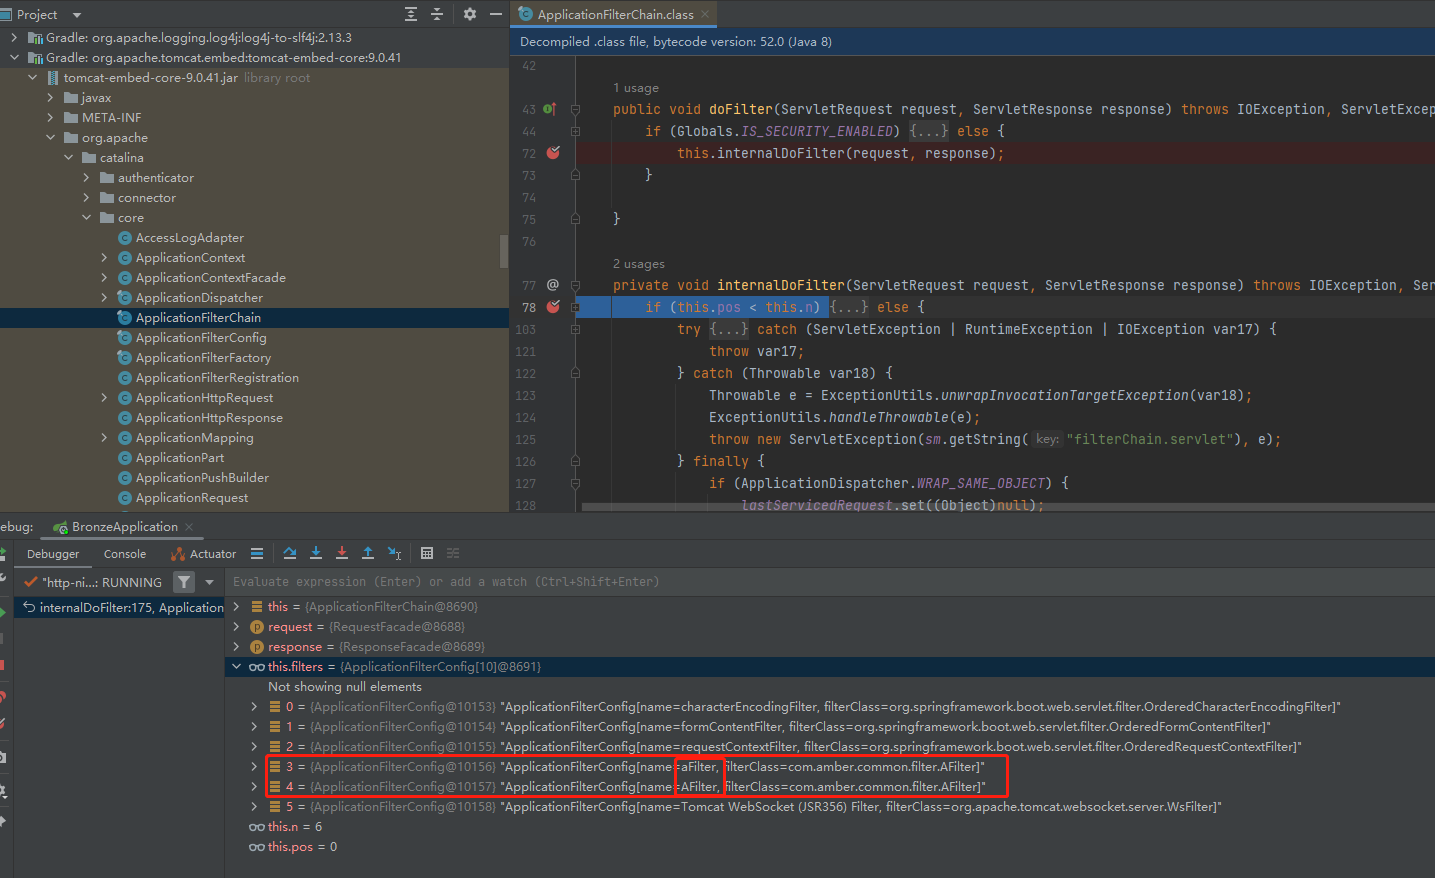 Project
Gradle: org.apache.logging.log4j:log4j-to-slf4j:2.13.3
Gradle: org.apache.tomcat.embed:tomcat-embed-core:9.0.41
tomcat-embed-core-9.0.41.jar library root
javax
META-INF
org.apache
catalina
authenticator
connector
core
AccessLogAdapter
ApplicationContext
ApplicationContextFacade
ApplicationDispatcher
ApplicationFilterChain
ApplicationFilterConfig
ApplicationFilterFactory
ApplicationFilterRegistration
ApplicationHttpRequest
ApplicationHttpResponse
ApplicationMapping
ApplicationPart
ApplicationPushBuilder
ApplicationRequest
ApplicationFilterChain.class
Decompiled .class file, bytecode version: 52.0 (Java 8)
42
1 usage
43 public void doFilter(ServletRequest request, ServletResponse response) throws IOException, ServletExcep
44 if (Globals.IS_SECURITY_ENABLED) {...} else {
72 this.internalDoFilter(request, response);
73 }
74
75 }
76
2 usages
77 @ private void internalDoFilter(ServletRequest request, ServletResponse response) throws IOException, Ser
78 if (this.pos < this.n) {...} else {
103 try {...} catch (ServletException | RuntimeException | IOException var17) {
121 throw var17;
122 } catch (Throwable var18) {
123 Throwable e = ExceptionUtils.unwrapInvocationTargetException(var18);
124 ExceptionUtils.handleThrowable(e);
125 throw new ServletException(sm.getString( key: "filterChain.servlet"), e);
126 } finally {
127 if (ApplicationDispatcher.WRAP_SAME_OBJECT) {
128 lastServicedRequest.set((Object)null);
ebug: BronzeApplication
Debugger Console Actuator
"http-ni...: RUNNING
Evaluate expression (Enter) or add a watch (Ctrl+Shift+Enter)
internalDoFilter:175, Application
this = {ApplicationFilterChain@8690}
request = {RequestFacade@8688}
response = {ResponseFacade@8689}
this.filters = {ApplicationFilterConfig[10]@8691}
Not showing null elements
0 = {ApplicationFilterConfig@10153} "ApplicationFilterConfig[name=characterEncodingFilter, filterClass=org.springframework.boot.web.servlet.filter.OrderedCharacterEncodingFilter]"
1 = {ApplicationFilterConfig@10154} "ApplicationFilterConfig[name=formContentFilter, filterClass=org.springframework.boot.web.servlet.filter.OrderedFormContentFilter]"
2 = {ApplicationFilterConfig@10155} "ApplicationFilterConfig[name=requestContextFilter, filterClass=org.springframework.boot.web.servlet.filter.OrderedRequestContextFilter]"
3 = {ApplicationFilterConfig@10156} "ApplicationFilterConfig[name=aFilter, filterClass=com.amber.common.filter.AFilter]"
4 = {ApplicationFilterConfig@10157} "ApplicationFilterConfig[name=AFilter, filterClass=com.amber.common.filter.AFilter]"
5 = {ApplicationFilterConfig@10158} "ApplicationFilterConfig[name=Tomcat WebSocket (JSR356) Filter, filterClass=org.apache.tomcat.websocket.server.WsFilter]"
this.n = 6
this.pos = 0